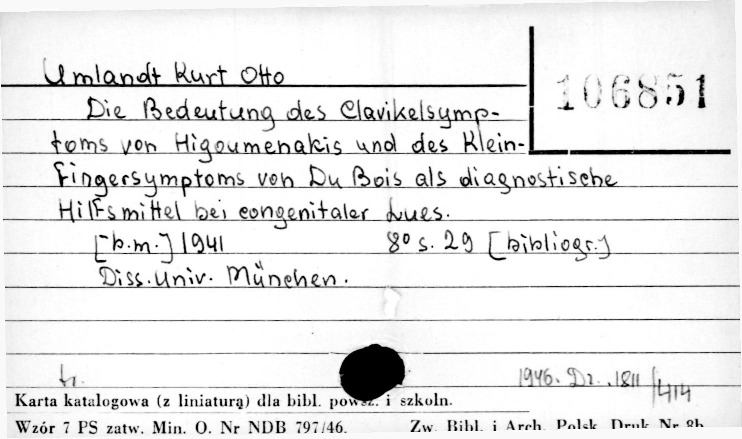 Umlandt Kurt Otto
106851
Die Bedeutung des Clavikelsymp-
toms von Higoumenakis und des Klein-
fingersymptoms von Du Bois als diagnostische
Hilfsmittel bei congenitaler Lues.
[b.m.] 1941 8° s. 29 [bibliogr.]
Diss. Univ. München.
tr. 1946. Dr. 1811/414
Karta katalogowa (z liniaturą) dla bibl. powsz. i szkoln.
Wzór 7 PS zatw. Min. O. Nr NDB 797/46. Zw. Bibl. i Arch. Polsk. Druk Nr 8b